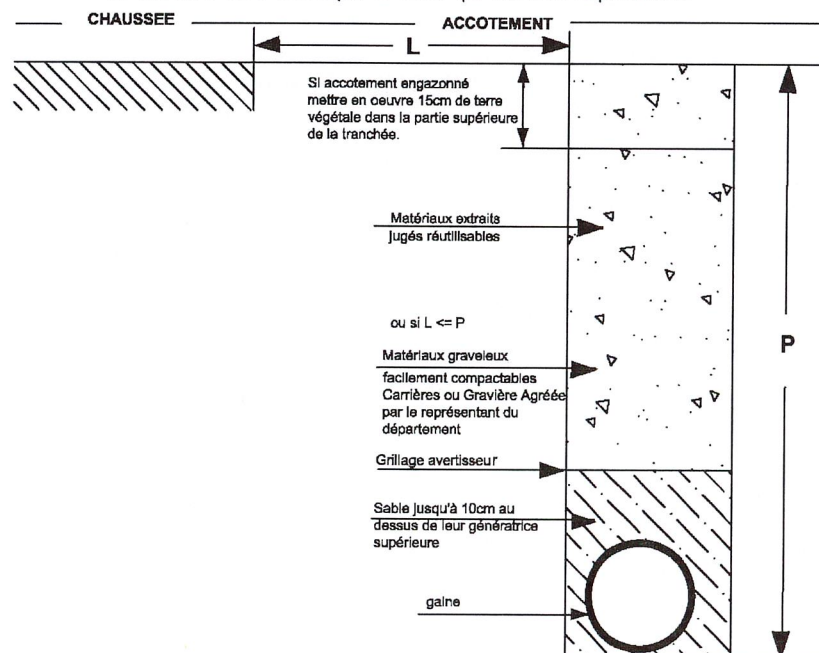 CHAUSSEE
ACCOTEMENT
L
Si accotement engazonné
mettre en oeuvre 15cm de terre
végétale dans la partie supérieure
de la tranchée.
Matériaux extraits
jugés réutilisables
ou si L <= P
P
Matériaux graveleux
facilement compactables
Carrières ou Gravière Agréée
par le représentant du
département
Grillage avertisseur
Sable jusqu'à 10cm au
dessus de leur génératrice
supérieure
gaine